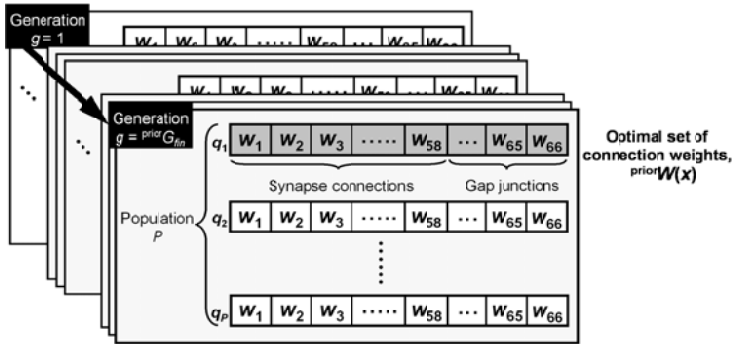 Generation
g = 1
W58
Generation
g = priorGfin
q1 W1 W2 W3 ····· W58 ··· W65 W66
Synapse connections Gap junctions
Population
P
q2 W1 W2 W3 ····· W58 ··· W65 W66
qP W1 W2 W3 ····· W58 ··· W65 W66
Optimal set of
connection weights,
priorW(x)